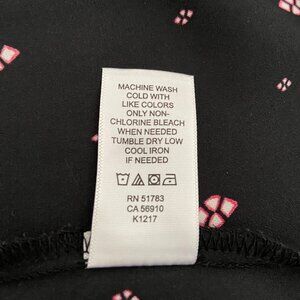 MACHINE WASH
COLD WITH
LIKE COLORS
ONLY NON-
CHLORINE BLEACH
WHEN NEEDED
TUMBLE DRY LOW
COOL IRON
IF NEEDED
RN 51783
CA 56910
K1217